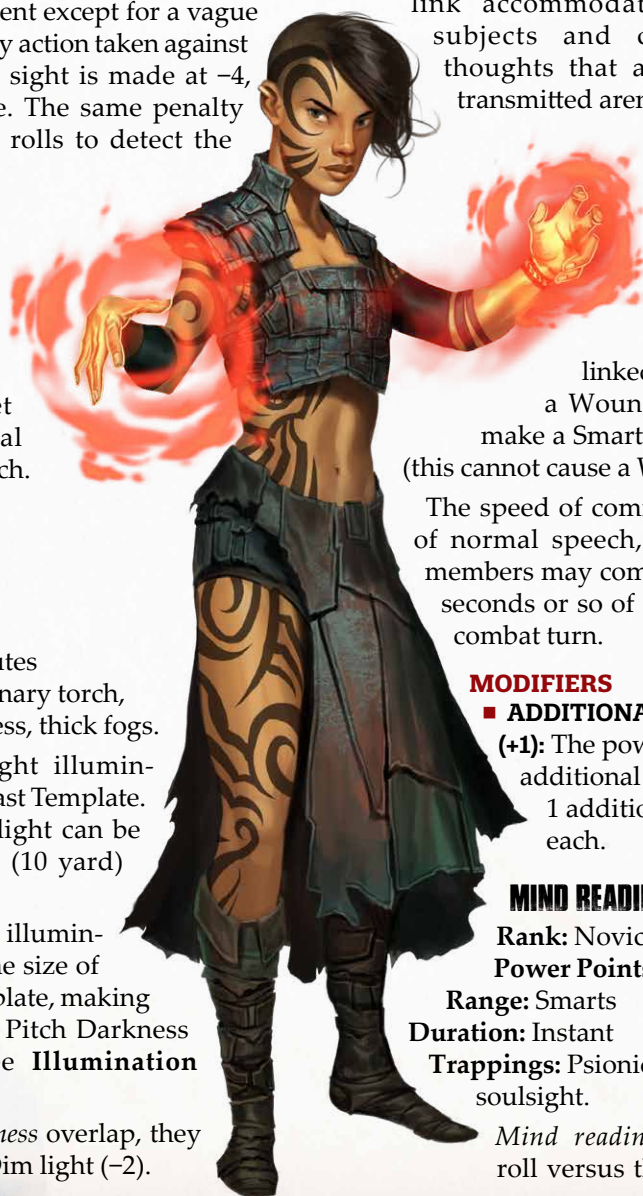 ent except for a vague
y action taken against
sight is made at −4,
e. The same penalty
rolls to detect the
et
al
ch.
utes
nary torch,
ess, thick fogs.
ght illumin-
ast Template.
light can be
(10 yard)
illumin-
he size of
plate, making
Pitch Darkness
e Illumination
ness overlap, they
Dim light (−2).
link accommodat
subjects and c
thoughts that a
transmitted aren
linked
a Woun
make a Smart
(this cannot cause a W
The speed of comm
of normal speech,
members may com
seconds or so of
combat turn.
MODIFIERS
■ ADDITIONA
(+1): The pow
additional
1 additio
each.
MIND READI
Rank: Novic
Power Points
Range: Smarts
Duration: Instant
Trappings: Psionic
soulsight.
Mind readin
roll versus th